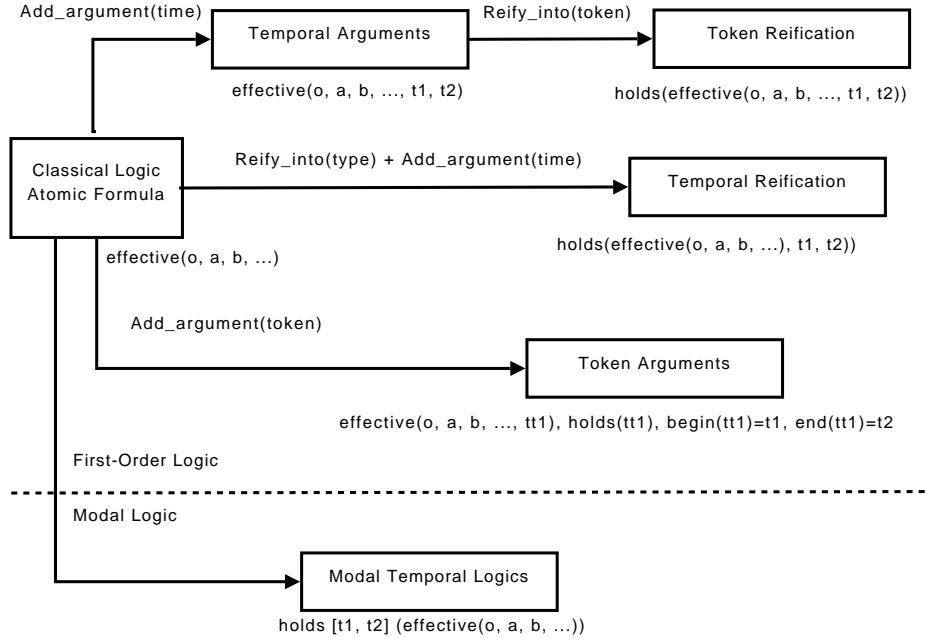 Add_argument(time)
Temporal Arguments
Reify_into(token)
Token Reification
effective(o, a, b, ..., t1, t2)
holds(effective(o, a, b, ..., t1, t2))
Classical Logic
Atomic Formula
Reify_into(type) + Add_argument(time)
Temporal Reification
effective(o, a, b, ...)
holds(effective(o, a, b, ...), t1, t2))
Add_argument(token)
Token Arguments
effective(o, a, b, ..., tt1), holds(tt1), begin(tt1)=t1, end(tt1)=t2
First-Order Logic
Modal Logic
Modal Temporal Logics
holds [t1, t2] (effective(o, a, b, ...))